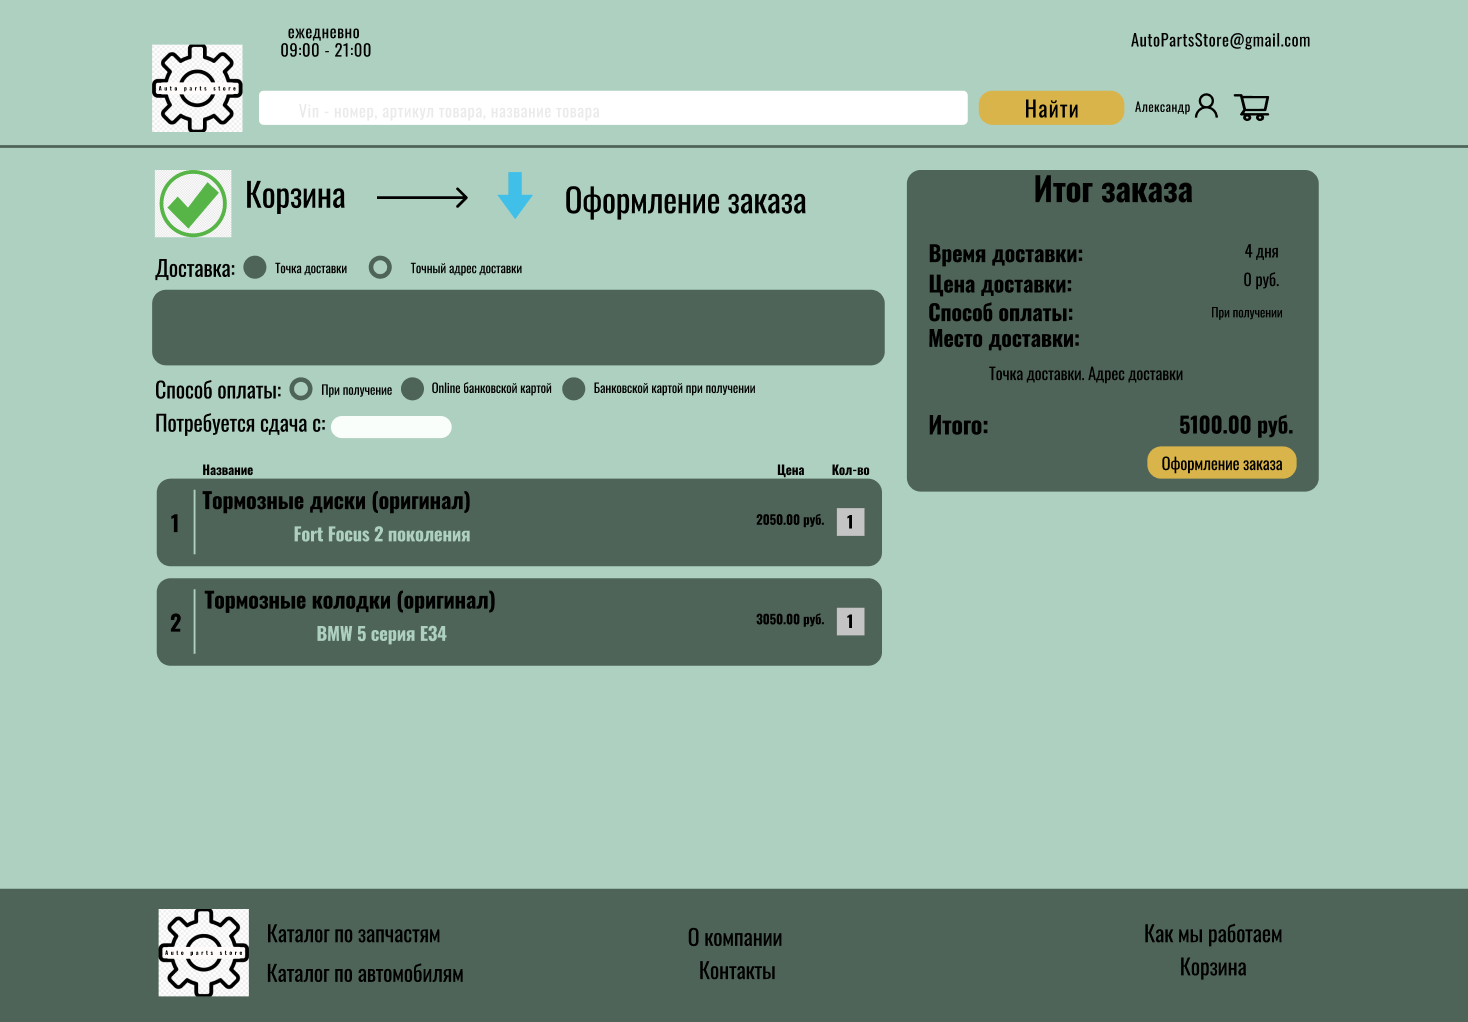 ежедневно
09:00 - 21:00
AutoPartsStore@gmail.com
Auto parts store
Vin - номер, артикул товара, название товара
Найти
Александр
Корзина
Оформление заказа
Доставка:
Точка доставки
Точный адрес доставки
Способ оплаты:
При получение
Online банковской картой
Банковской картой при получении
Потребуется сдача с:
Название
Цена
Кол-во
1
Тормозные диски (оригинал)
Fort Focus 2 поколения
2050.00 руб.
1
2
Тормозные колодки (оригинал)
BMW 5 серия E34
3050.00 руб.
1
Итог заказа
Время доставки:
4 дня
Цена доставки:
0 руб.
Способ оплаты:
При получении
Место доставки:
Точка доставки. Адрес доставки
Итого:
5100.00 руб.
Оформление заказа
Auto parts store
Каталог по запчастям
Каталог по автомобилям
О компании
Контакты
Как мы работаем
Корзина